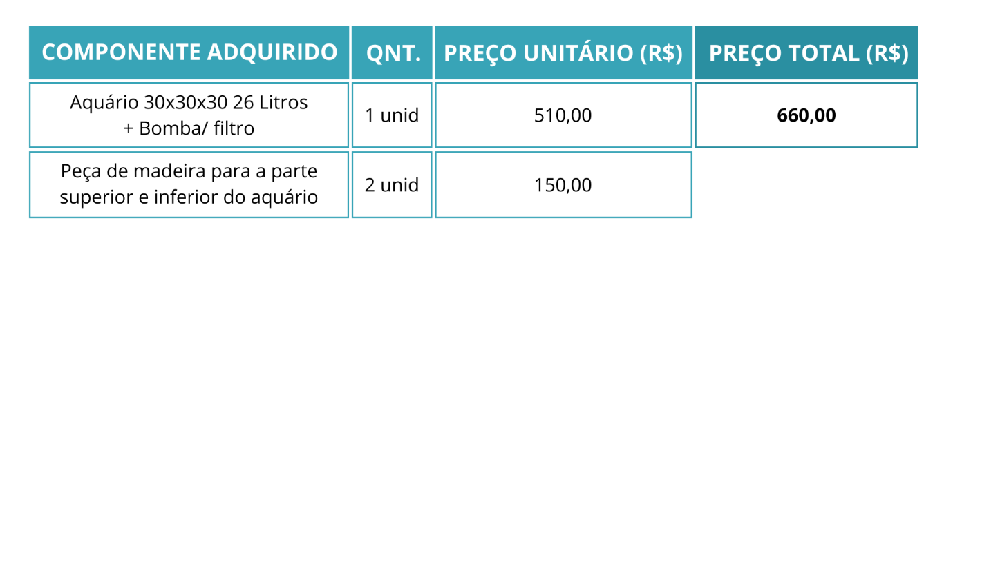 COMPONENTE ADQUIRIDO QNT. PREÇO UNITÁRIO (R$) PREÇO TOTAL (R$)
Aquário 30x30x30 26 Litros
+ Bomba/ filtro
1 unid
510,00
660,00
Peça de madeira para a parte
superior e inferior do aquário
2 unid
150,00